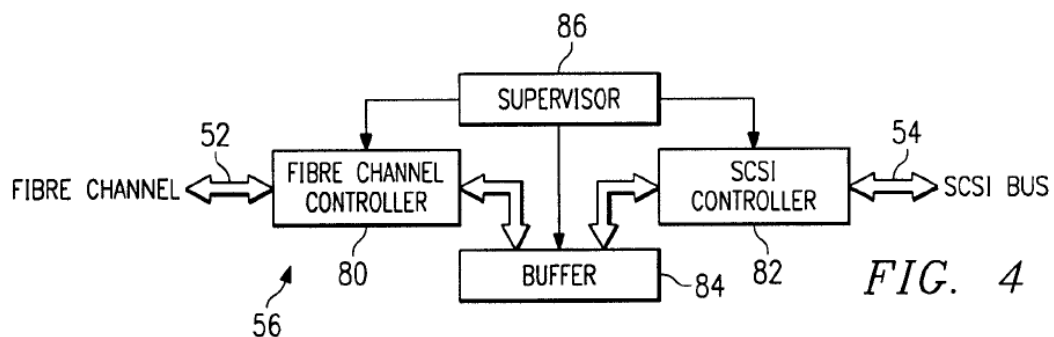 86
SUPERVISOR
52
54
FIBRE CHANNEL
FIBRE CHANNEL
CONTROLLER
SCSI
CONTROLLER
SCSI BUS
80
BUFFER
84
82
56
FIG. 4